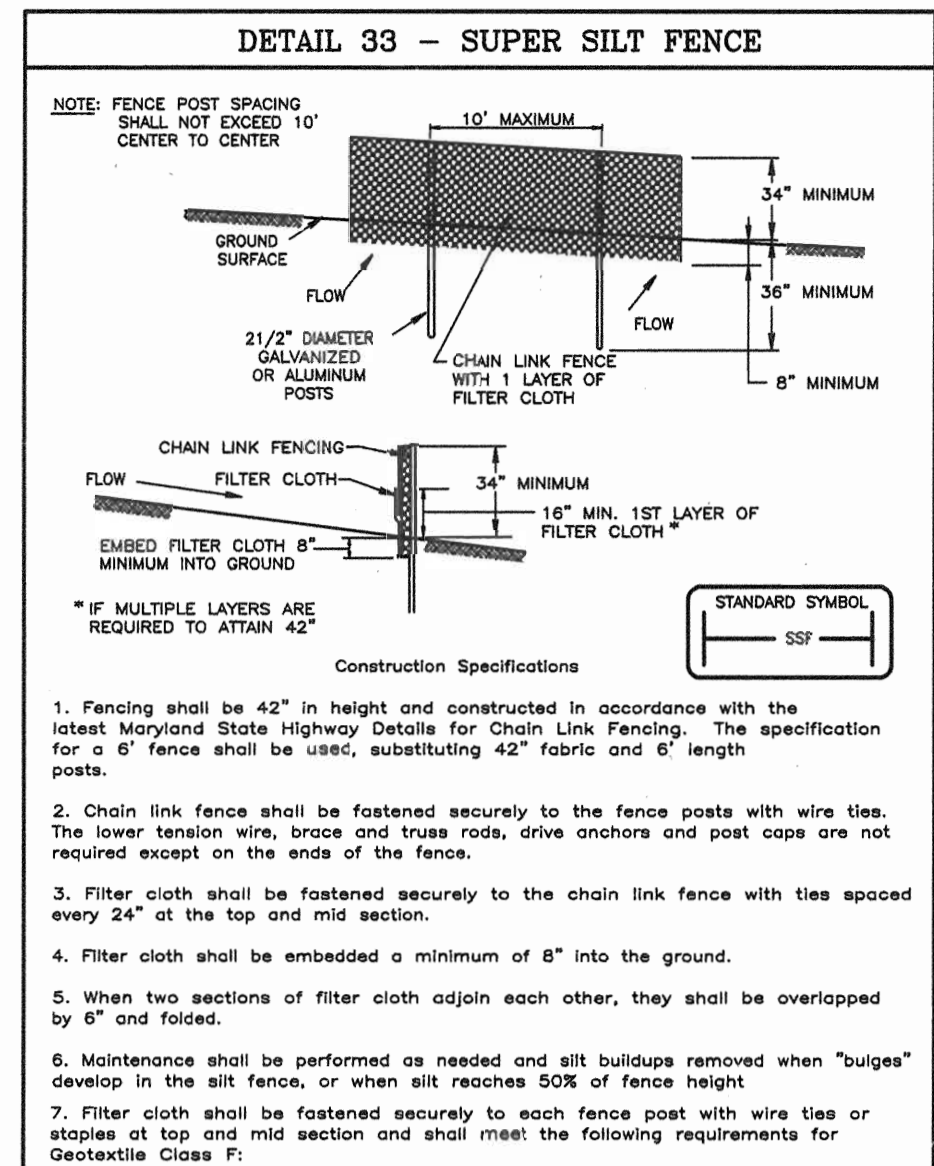 DETAIL 33 – SUPER SILT FENCE
NOTE: FENCE POST SPACING
SHALL NOT EXCEED 10'
CENTER TO CENTER
10' MAXIMUM
34" MINIMUM
GROUND
SURFACE
FLOW
36" MINIMUM
FLOW
21/2" DIAMETER
GALVANIZED
OR ALUMINUM
POSTS
CHAIN LINK FENCE
WITH 1 LAYER OF
FILTER CLOTH
8" MINIMUM
CHAIN LINK FENCING
FLOW
FILTER CLOTH
34" MINIMUM
16" MIN. 1ST LAYER OF
FILTER CLOTH *
EMBED FILTER CLOTH 8"
MINIMUM INTO GROUND
* IF MULTIPLE LAYERS ARE
REQUIRED TO ATTAIN 42"
STANDARD SYMBOL
SSF
Construction Specifications
1. Fencing shall be 42" in height and constructed in accordance with the
latest Maryland State Highway Details for Chain Link Fencing. The specification
for a 6' fence shall be used, substituting 42" fabric and 6' length
posts.
2. Chain link fence shall be fastened securely to the fence posts with wire ties.
The lower tension wire, brace and truss rods, drive anchors and post caps are not
required except on the ends of the fence.
3. Filter cloth shall be fastened securely to the chain link fence with ties spaced
every 24" at the top and mid section.
4. Filter cloth shall be embedded a minimum of 8" into the ground.
5. When two sections of filter cloth adjoin each other, they shall be overlapped
by 6" and folded.
6. Maintenance shall be performed as needed and silt buildups removed when "bulges"
develop in the silt fence, or when silt reaches 50% of fence height
7. Filter cloth shall be fastened securely to each fence post with wire ties or
staples at top and mid section and shall meet the following requirements for
Geotextile Class F: